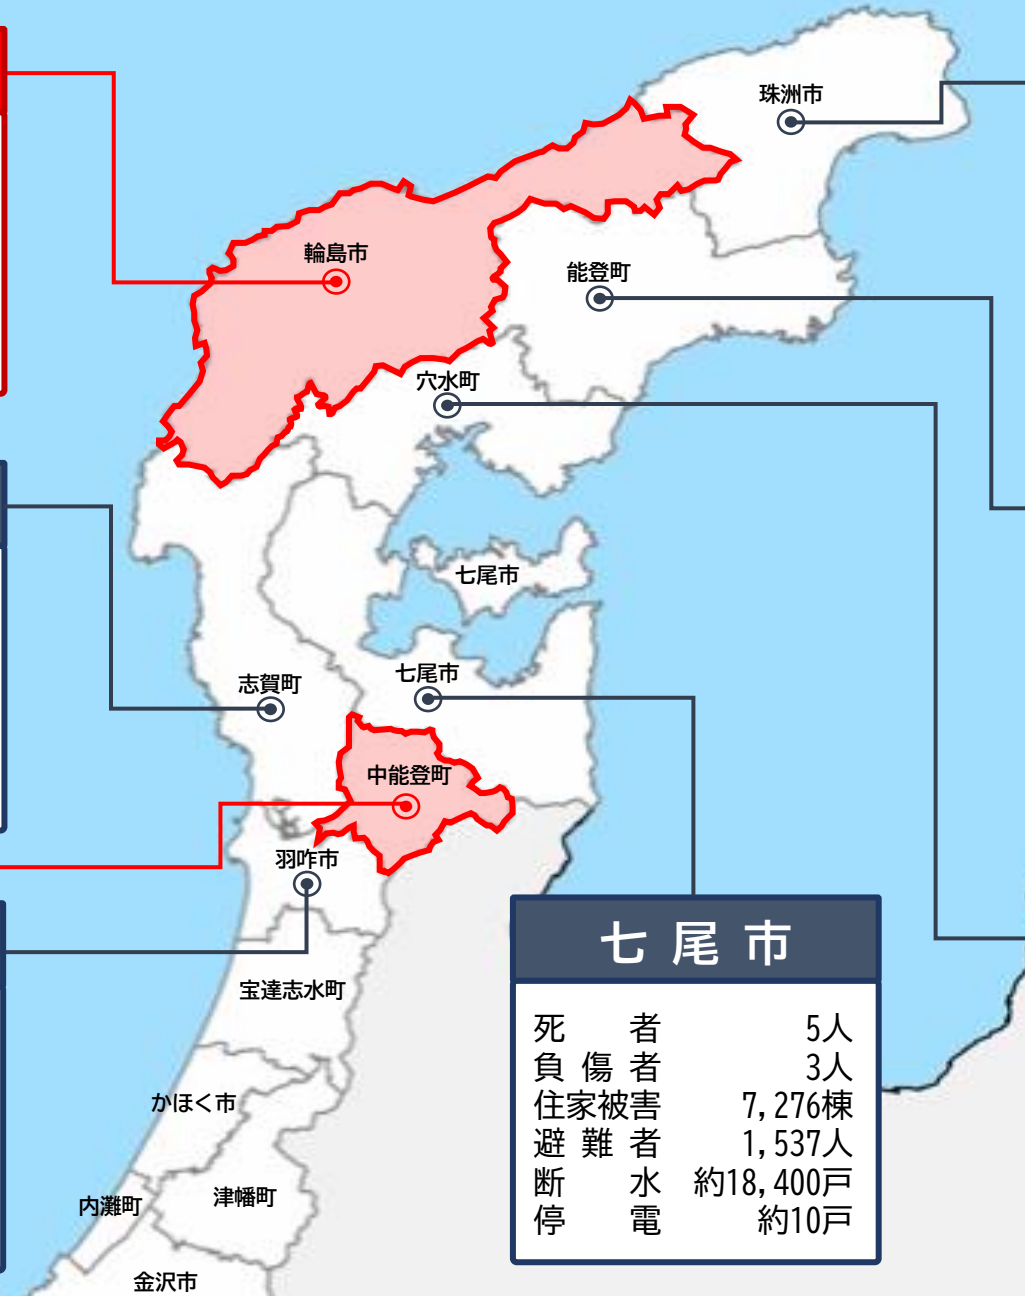 珠洲市
輪島市
能登町
穴水町
七尾市
七尾市
志賀町
中能登町
羽咋市
宝達志水町
かほく市
内灘町
津幡町
金沢市
七尾市
死者 5人
負傷者 3人
住家被害 7,276棟
避難者 1,537人
断水 約18,400戸
停電 約10戸